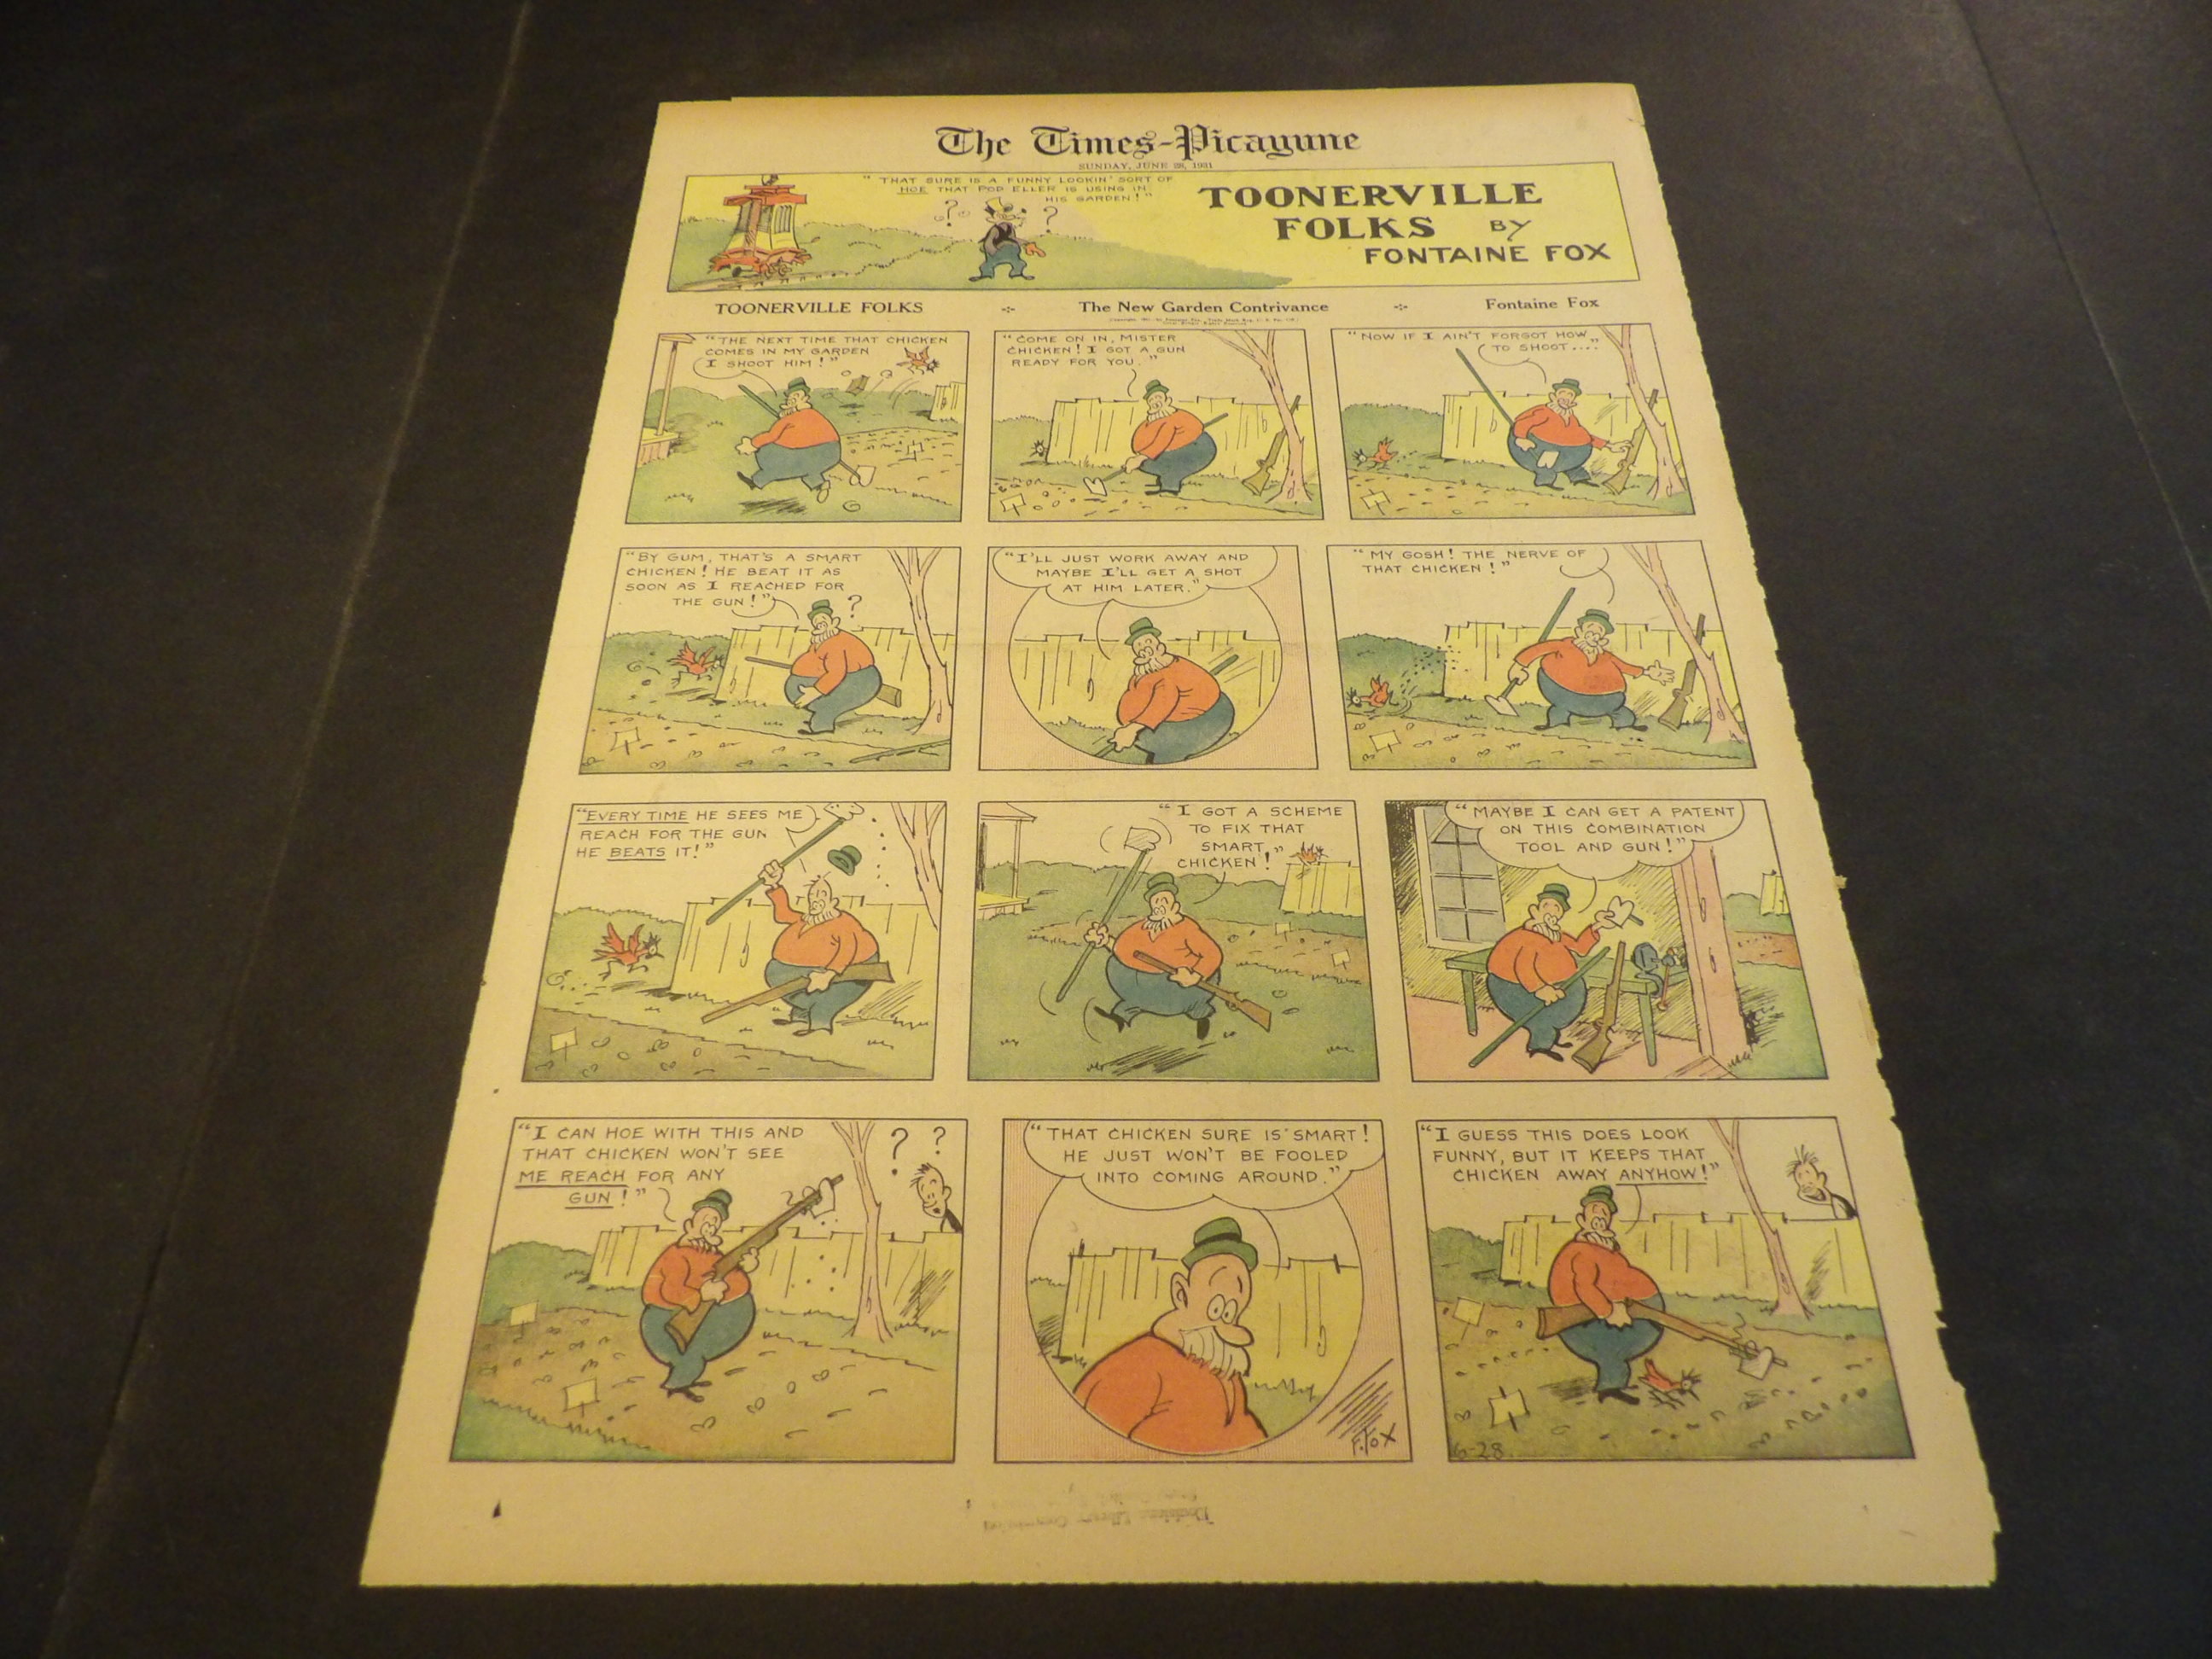 The Times-Picayune
SUNDAY, JUNE 28, 1931
"THAT SURE IS A FUNNY LOOKIN' SORT OF
HOE THAT POP ELLER IS USING IN
HIS GARDEN!"
? ?
TOONERVILLE
FOLKS BY
FONTAINE FOX
TOONERVILLE FOLKS The New Garden Contrivance Fontaine Fox
"THE NEXT TIME THAT CHICKEN
COMES IN MY GARDEN
I SHOOT HIM!"
"COME ON IN, MISTER
CHICKEN! I GOT A GUN
READY FOR YOU."
"NOW IF I AIN'T FORGOT HOW
TO SHOOT...."
"BY GUM, THAT'S A SMART
CHICKEN! HE BEAT IT AS
SOON AS I REACHED FOR
THE GUN!"
?
"I'LL JUST WORK AWAY AND
MAYBE I'LL GET A SHOT
AT HIM LATER."
"MY GOSH! THE NERVE OF
THAT CHICKEN!"
"EVERY TIME HE SEES ME
REACH FOR THE GUN
HE BEATS IT!"
"I GOT A SCHEME
TO FIX THAT
SMART
CHICKEN!"
"MAYBE I CAN GET A PATENT
ON THIS COMBINATION
TOOL AND GUN!"
"I CAN HOE WITH THIS AND
THAT CHICKEN WON'T SEE
ME REACH FOR ANY
GUN!"
? ?
"THAT CHICKEN SURE IS SMART!
HE JUST WON'T BE FOOLED
INTO COMING AROUND."
F. FOX
"I GUESS THIS DOES LOOK
FUNNY, BUT IT KEEPS THAT
CHICKEN AWAY ANYHOW!"
6-28